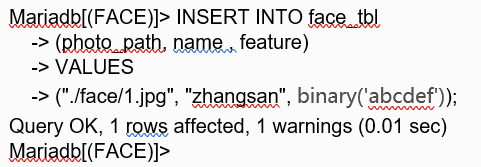 Mariadb[(FACE)]> INSERT INTO face_tbl
-> (photo_path, name , feature)
-> VALUES
-> ("./face/1.jpg", "zhangsan", binary('abcdef'));
Query OK, 1 rows affected, 1 warnings (0.01 sec)
Mariadb[(FACE)]>